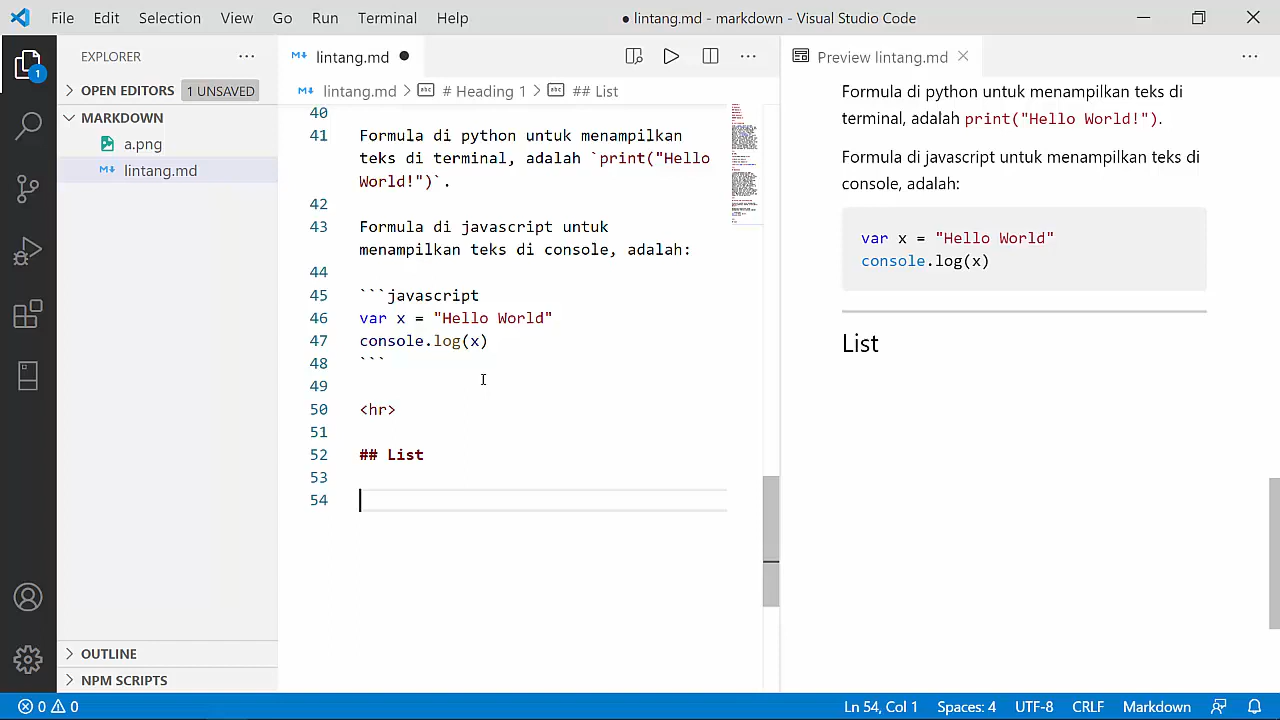 File Edit Selection View Go Run Terminal Help
● lintang.md - markdown - Visual Studio Code
EXPLORER
OPEN EDITORS 1 UNSAVED
MARKDOWN
a.png
lintang.md
OUTLINE
NPM SCRIPTS
1
lintang.md
lintang.md > # Heading 1 > ## List
40
41 Formula di python untuk menampilkan
teks di terminal, adalah `print("Hello
World!")`.
42
43 Formula di javascript untuk
menampilkan teks di console, adalah:
44
45 ```javascript
46 var x = "Hello World"
47 console.log(x)
48 ```
49
50 <hr>
51
52 ## List
53
54
Preview lintang.md
Formula di python untuk menampilkan teks di
terminal, adalah print("Hello World!").
Formula di javascript untuk menampilkan teks di
console, adalah:
var x = "Hello World"
console.log(x)
List
0 0
Ln 54, Col 1 Spaces: 4 UTF-8 CRLF Markdown